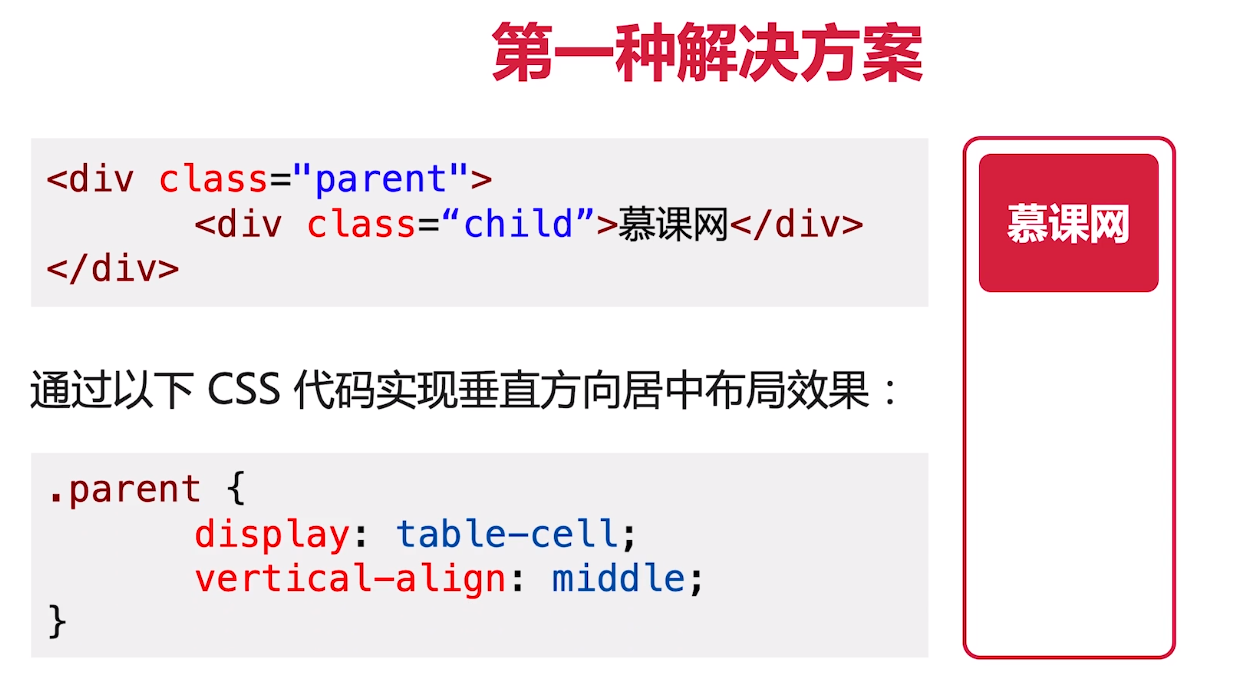 第一种解决方案
<div class="parent">
<div class=“child”>慕课网</div>
</div>
慕课网
通过以下 CSS 代码实现垂直方向居中布局效果：
.parent {
display: table-cell;
vertical-align: middle;
}